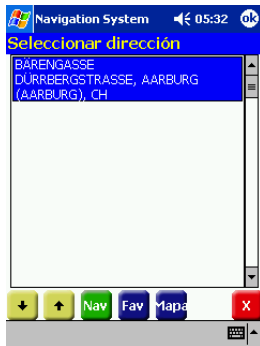 Navigation System 05:32 ok
Seleccionar dirección
BÄRENGASSE
DÜRRBERGSTRASSE, AARBURG
(AARBURG), CH
Nav Fav Mapa X